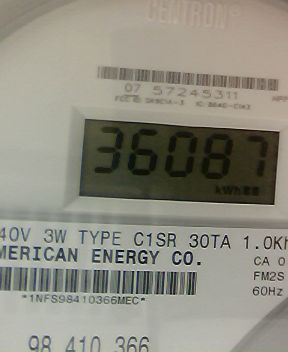 CENTRON®
07 57245311
36087
kWh
40V 3W TYPE C1SR 30TA 1.0Kh
MERICAN ENERGY CO.
CA 0
FM2S
60Hz
*1NFS98410366MEC*
98 410 366